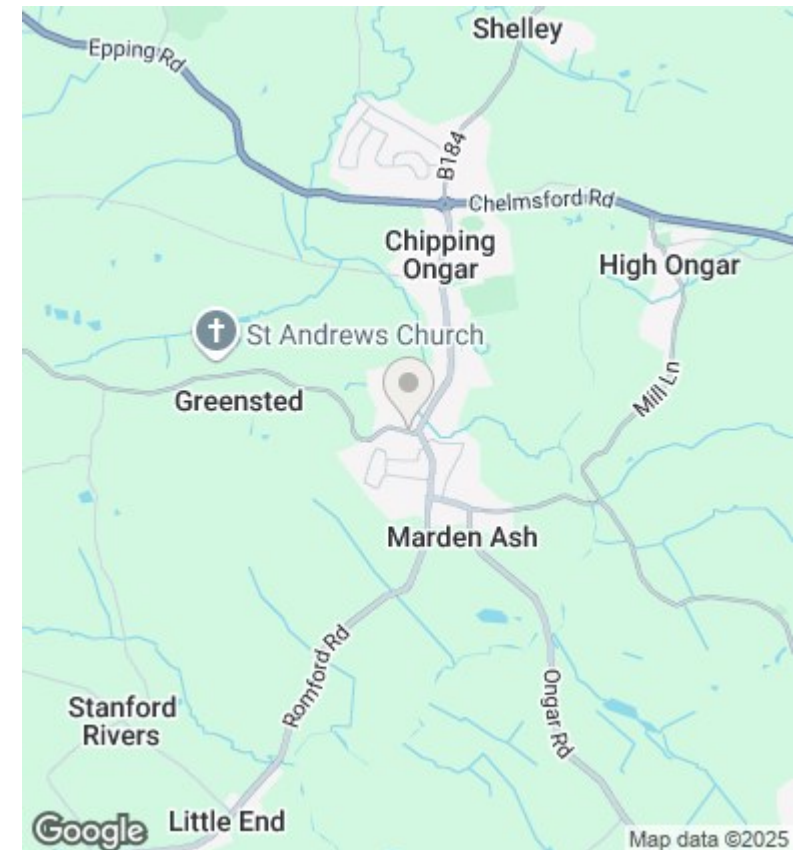 Shelley
Epping Rd
B184
Chelmsford Rd
Chipping
Ongar
High Ongar
St Andrews Church
Mill Ln
Greensted
Marden Ash
Romford Rd
Ongar Rd
Stanford
Rivers
Little End
Google
Map data ©2025